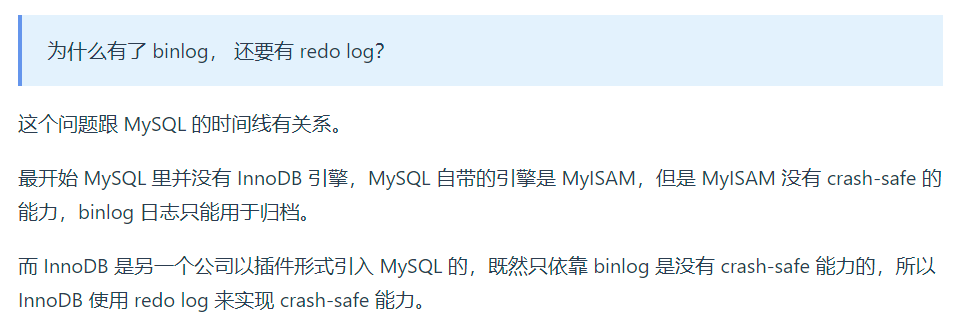 为什么有了 binlog， 还要有 redo log？
这个问题跟 MySQL 的时间线有关系。
最开始 MySQL 里并没有 InnoDB 引擎，MySQL 自带的引擎是 MyISAM，但是 MyISAM 没有 crash-safe 的
能力，binlog 日志只能用于归档。
而 InnoDB 是另一个公司以插件形式引入 MySQL 的，既然只依靠 binlog 是没有 crash-safe 能力的，所以
InnoDB 使用 redo log 来实现 crash-safe 能力。